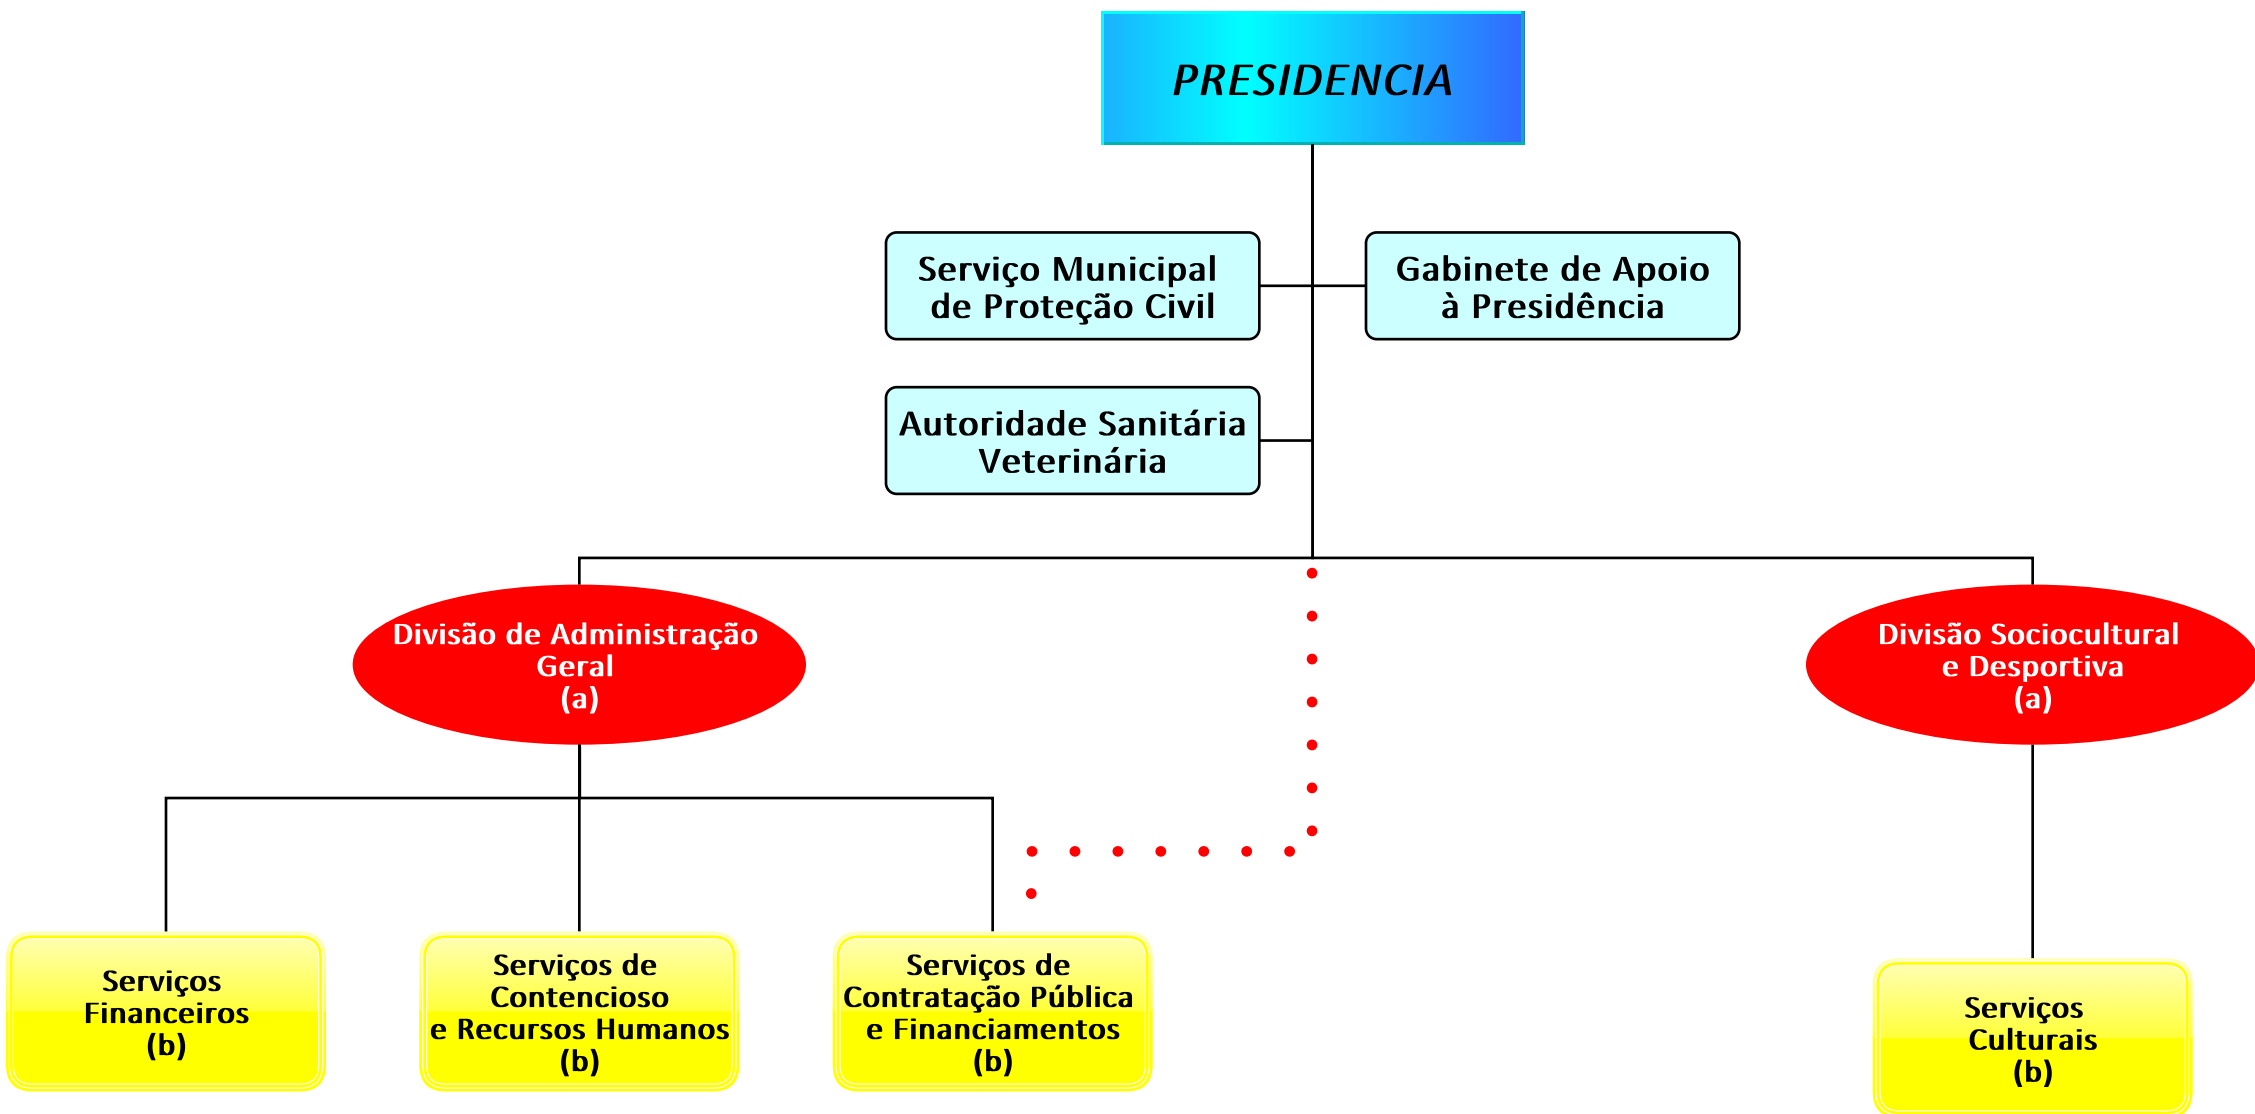 PRESIDENCIA
Serviço Municipal
de Proteção Civil
Gabinete de Apoio
à Presidência
Autoridade Sanitária
Veterinária
Divisão de Administração
Geral
(a)
Divisão Sociocultural
e Desportiva
(a)
Serviços
Financeiros
(b)
Serviços de
Contencioso
e Recursos Humanos
(b)
Serviços de
Contratação Pública
e Financiamentos
(b)
Serviços
Culturais
(b)